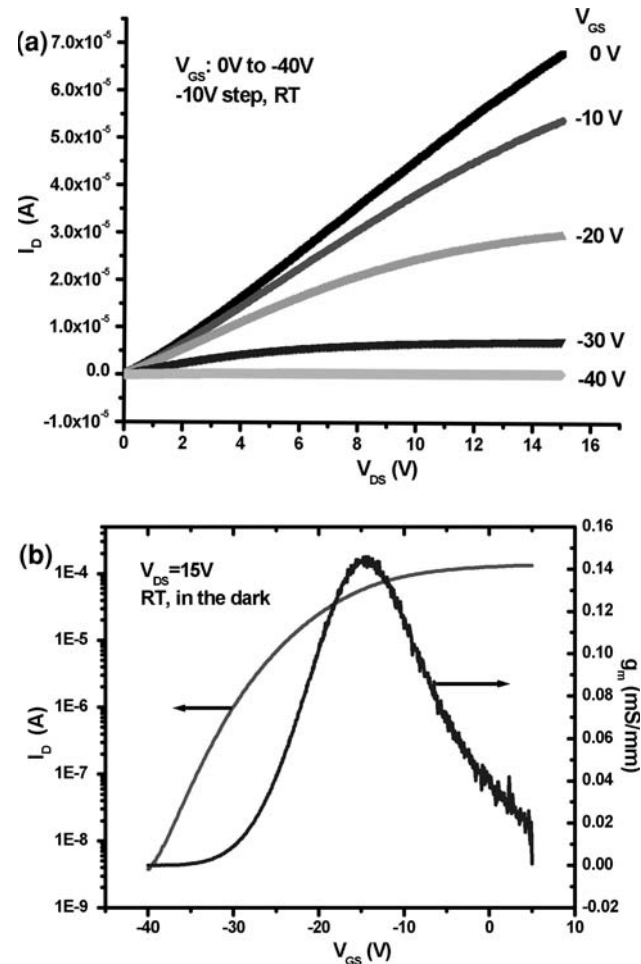 (a)
V_GS: 0V to -40V
-10V step, RT
V_GS
0 V
-10 V
-20 V
-30 V
-40 V
7.0x10⁻⁵
6.0x10⁻⁵
5.0x10⁻⁵
4.0x10⁻⁵
3.0x10⁻⁵
2.0x10⁻⁵
1.0x10⁻⁵
0.0
-1.0x10⁻⁵
I_D (A)
0 2 4 6 8 10 12 14 16
V_DS (V)
(b)
V_DS=15V
RT, in the dark
1E-4
1E-5
1E-6
1E-7
1E-8
1E-9
I_D (A)
0.16
0.14
0.12
0.10
0.08
0.06
0.04
0.02
0.00
-0.02
g_m (mS/mm)
-40 -30 -20 -10 0 10
V_GS (V)